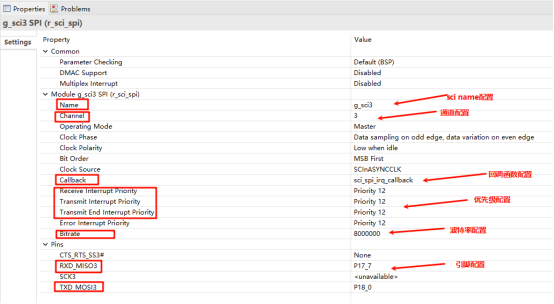 Properties Problems
g_sci3 SPI (r_sci_spi)
Settings
Property Value
Common
Parameter Checking Default (BSP)
DMAC Support Disabled
Multiplex Interrupt Disabled
Module g_sci3 SPI (r_sci_spi)
sci name配置
Name g_sci3
Channel 3 通道配置
Operating Mode Master
Clock Phase Data sampling on odd edge, data variation on even edge
Clock Polarity Low when idle
Bit Order MSB First
Clock Source SCInASYNCCLK
回调函数配置
Callback sci_spi_irq_callback
Receive Interrupt Priority Priority 12
Transmit Interrupt Priority Priority 12 优先级配置
Transmit End Interrupt Priority Priority 12
Error Interrupt Priority Priority 12
Bitrate 8000000 波特率配置
Pins
CTS_RTS_SS3# None
RXD_MISO3 P17_7 引脚配置
SCK3 <unavailable>
TXD_MOSI3 P18_0